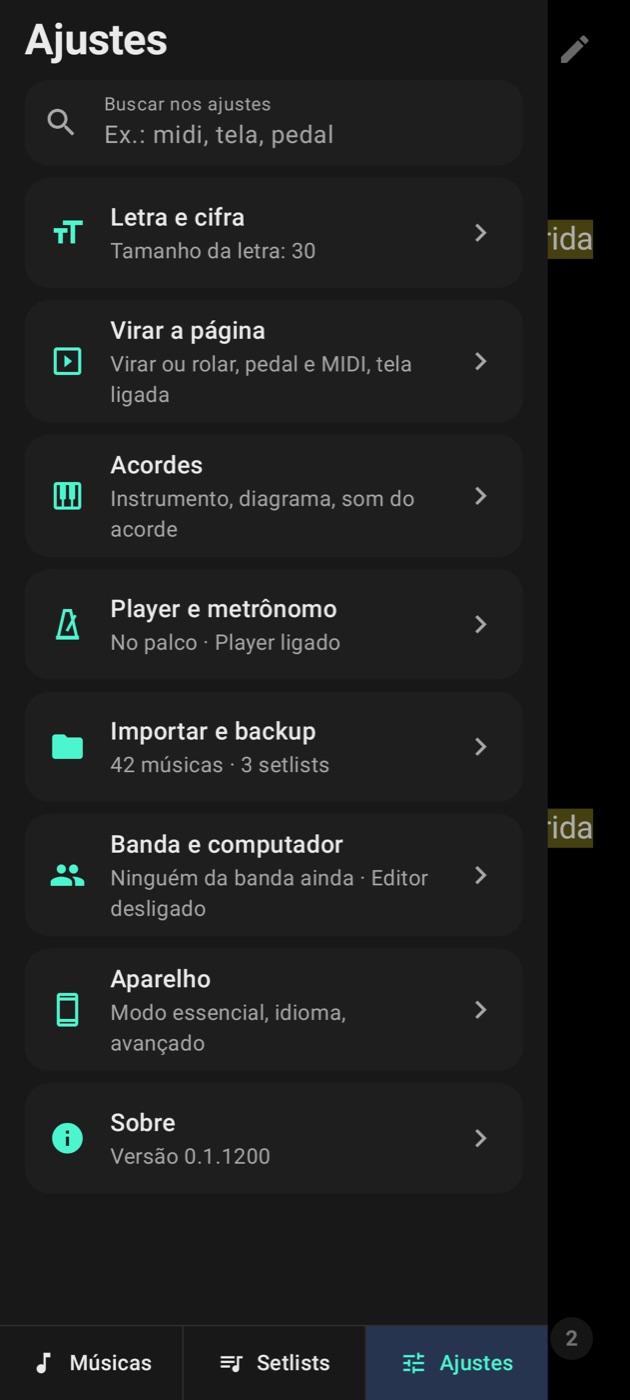 Ajustes
Buscar nos ajustes
Ex.: midi, tela, pedal
Letra e cifra
Tamanho da letra: 30
rida
Virar a página
Virar ou rolar, pedal e MIDI, tela
ligada
Acordes
Instrumento, diagrama, som do
acorde
Player e metrônomo
No palco · Player ligado
Importar e backup
42 músicas · 3 setlists
rida
Banda e computador
Ninguém da banda ainda · Editor
desligado
Aparelho
Modo essencial, idioma,
avançado
Sobre
Versão 0.1.1200
2
Músicas
Setlists
Ajustes